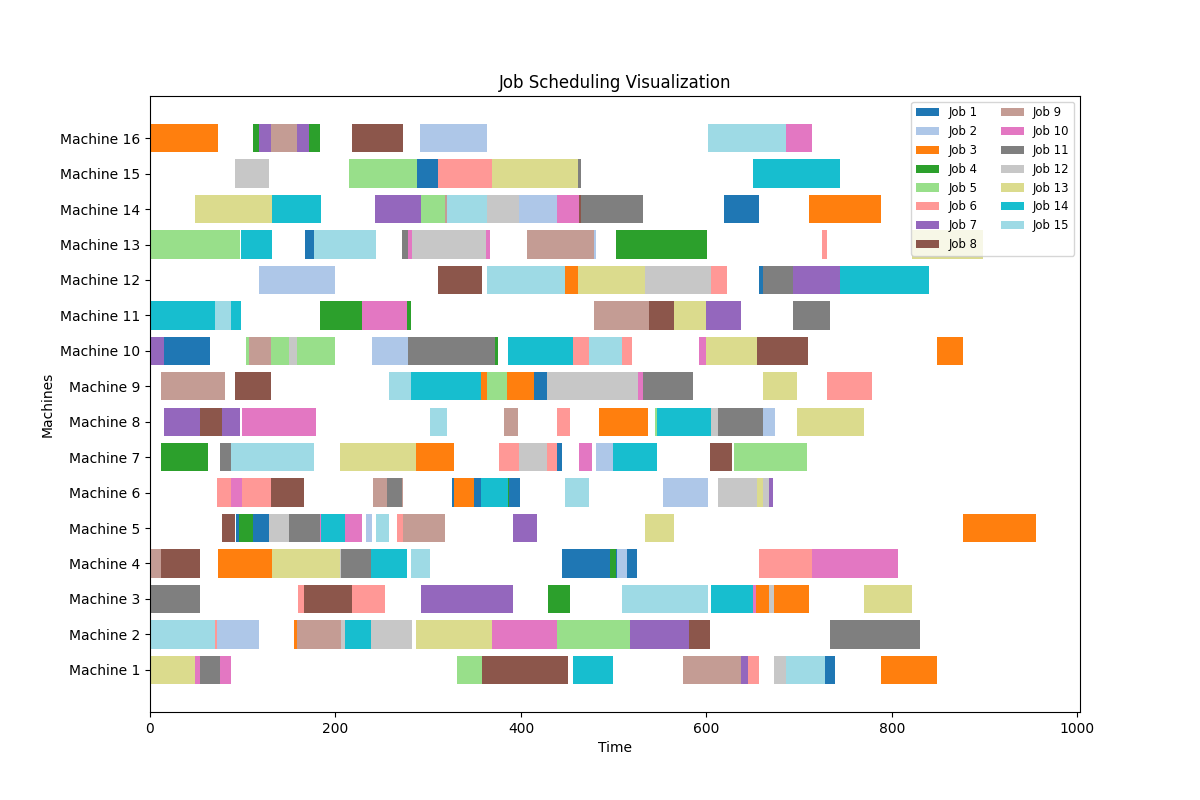 Job Scheduling Visualization
Machines
Machine 16
Machine 15
Machine 14
Machine 13
Machine 12
Machine 11
Machine 10
Machine 9
Machine 8
Machine 7
Machine 6
Machine 5
Machine 4
Machine 3
Machine 2
Machine 1
Job 1
Job 2
Job 3
Job 4
Job 5
Job 6
Job 7
Job 8
Job 9
Job 10
Job 11
Job 12
Job 13
Job 14
Job 15
0 200 400 600 800 1000
Time